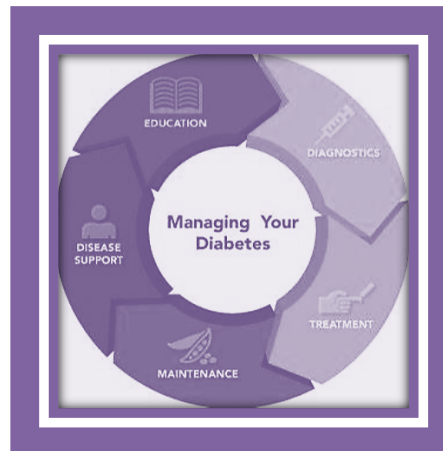 EDUCATION
DIAGNOSTICS
Managing Your
Diabetes
DISEASE
SUPPORT
TREATMENT
MAINTENANCE